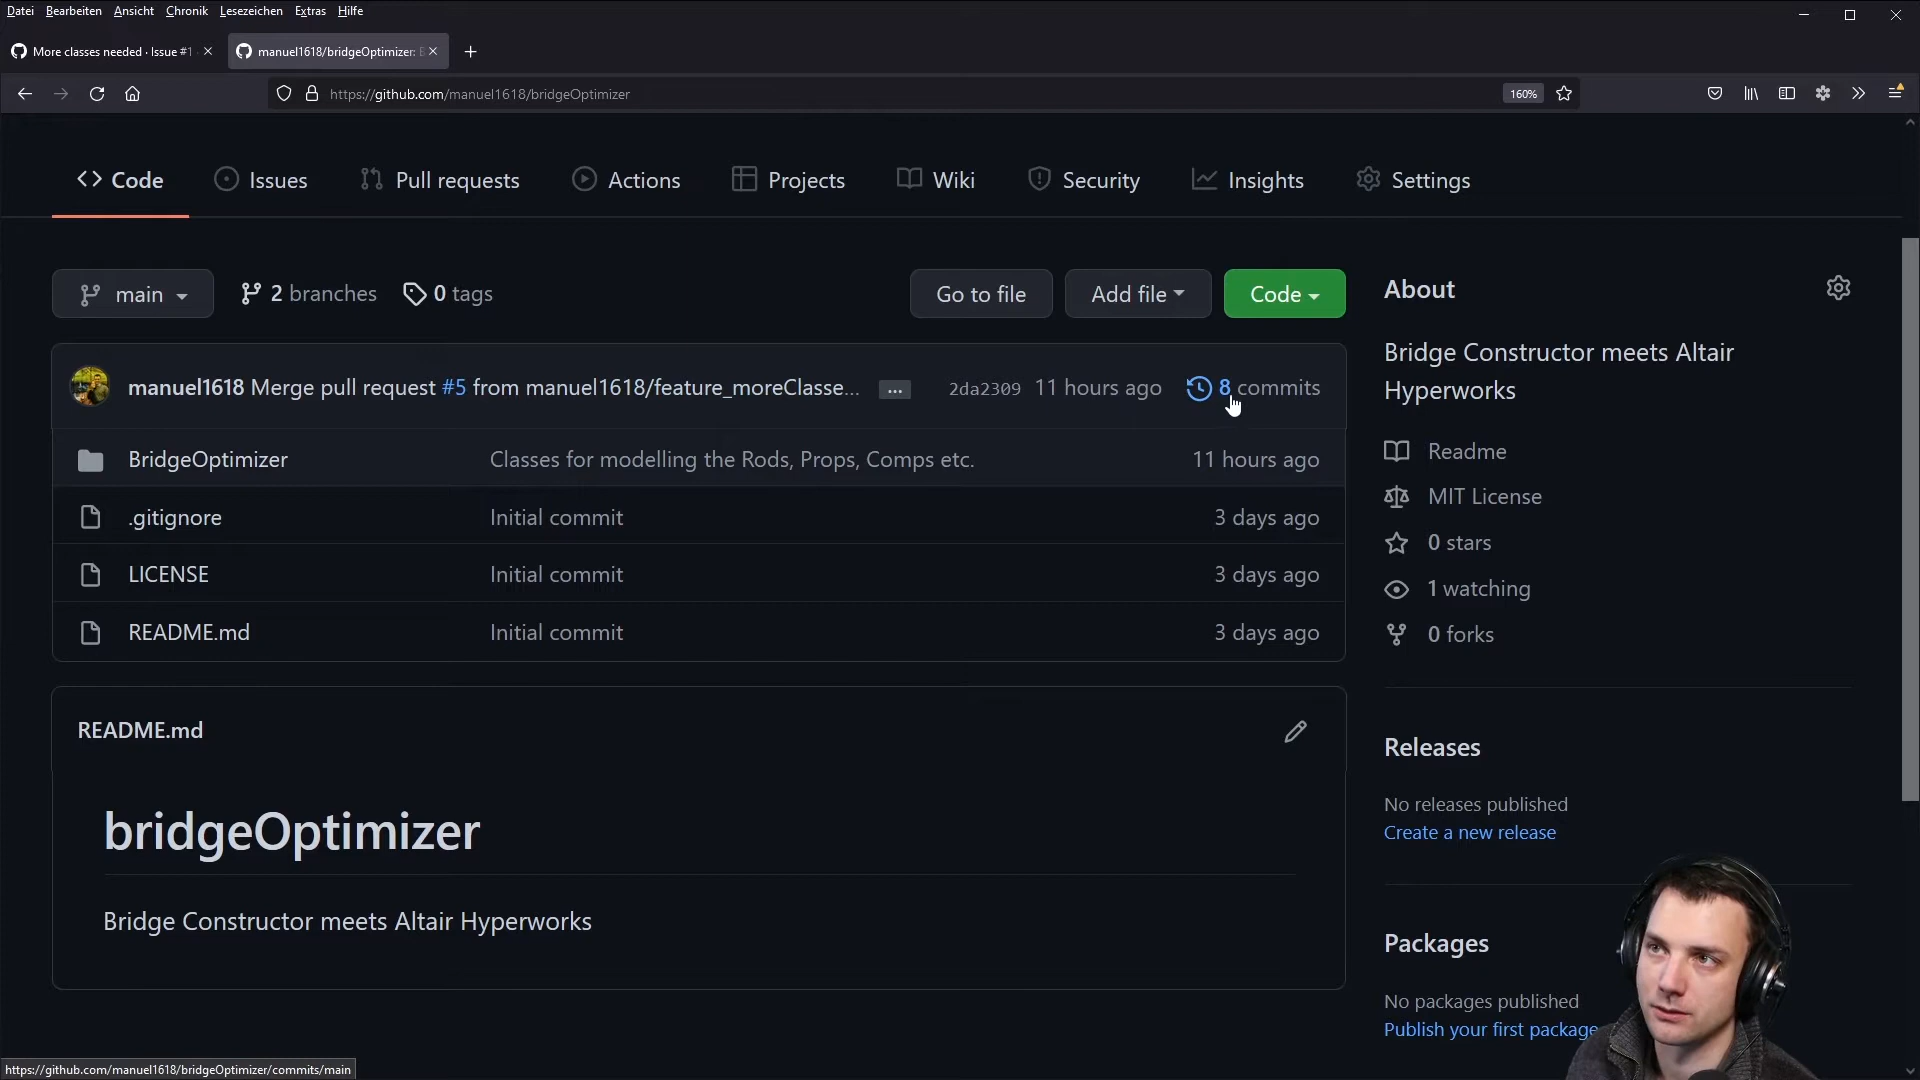 Datei Bearbeiten Ansicht Chronik Lesezeichen Extras Hilfe
More classes needed · Issue #1
manuel1618/bridgeOptimizer:
https://github.com/manuel1618/bridgeOptimizer
160%
Code Issues Pull requests Actions Projects Wiki Security Insights Settings
main 2 branches 0 tags Go to file Add file Code
manuel1618 Merge pull request #5 from manuel1618/feature_moreClasse... ... 2da2309 11 hours ago 8 commits
BridgeOptimizer Classes for modelling the Rods, Props, Comps etc. 11 hours ago
.gitignore Initial commit 3 days ago
LICENSE Initial commit 3 days ago
README.md Initial commit 3 days ago
README.md
bridgeOptimizer
Bridge Constructor meets Altair Hyperworks
About
Bridge Constructor meets Altair
Hyperworks
Readme
MIT License
0 stars
1 watching
0 forks
Releases
No releases published
Create a new release
Packages
No packages published
Publish your first package
https://github.com/manuel1618/bridgeOptimizer/commits/main